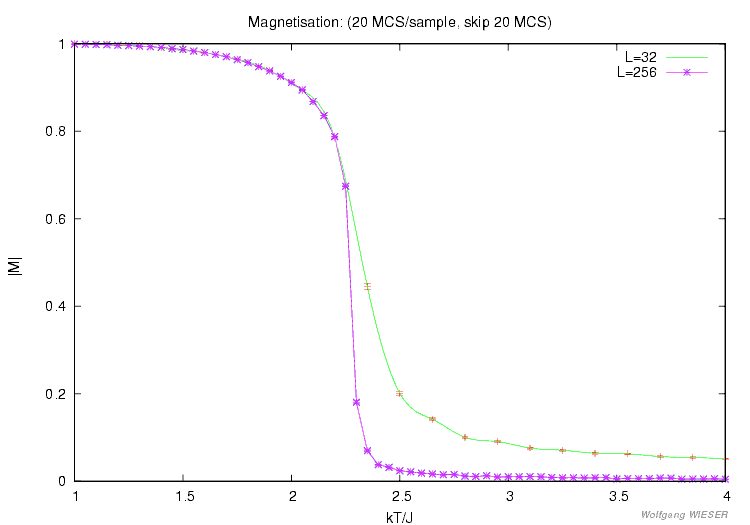 Magnetisation: (20 MCS/sample, skip 20 MCS)
L=32
L=256
|M|
1
0.8
0.6
0.4
0.2
0
1
1.5
2
2.5
3
3.5
4
kT/J
Wolfgang WIESER